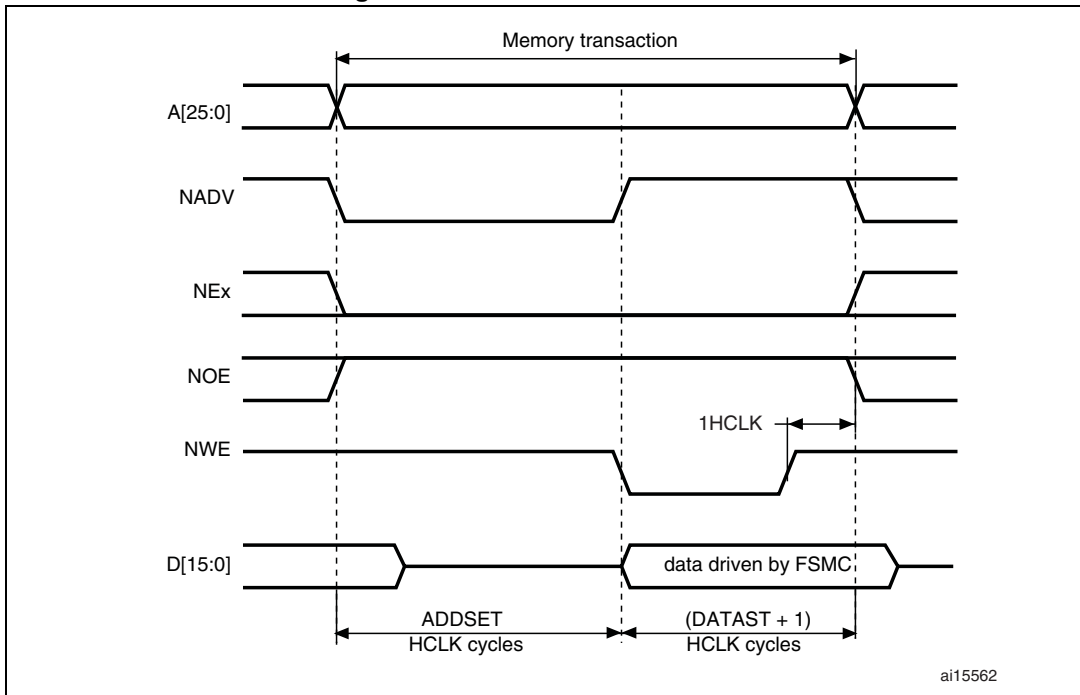 Memory transaction
A[25:0]
NADV
NEx
NOE
1HCLK
NWE
D[15:0]
data driven by FSMC
ADDSET
HCLK cycles
(DATAST + 1)
HCLK cycles
ai15562